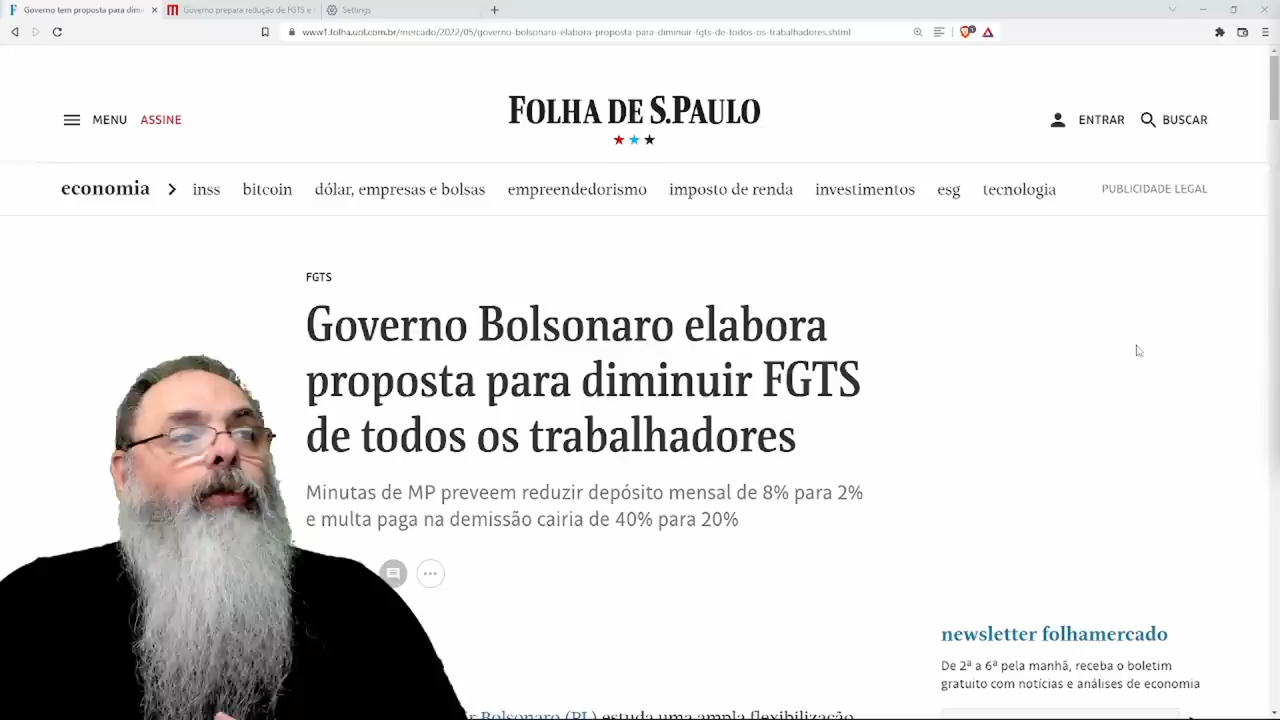 Governo tem proposta para dim
Governo prepara redução de FGTS e
Settings
www1.folha.uol.com.br/mercado/2022/05/governo-bolsonaro-elabora-proposta-para-diminuir-fgts-de-todos-os-trabalhadores.shtml
MENU ASSINE
FOLHA DE S.PAULO
ENTRAR BUSCAR
economia inss bitcoin dólar, empresas e bolsas empreendedorismo imposto de renda investimentos esg tecnologia PUBLICIDADE LEGAL
FGTS
Governo Bolsonaro elabora
proposta para diminuir FGTS
de todos os trabalhadores
Minutas de MP preveem reduzir depósito mensal de 8% para 2%
e multa paga na demissão cairia de 40% para 20%
newsletter folhamercado
De 2ª a 6ª pela manhã, receba o boletim
gratuito com notícias e análises de economia
Bolsonaro (PL) estuda uma ampla flexibilização